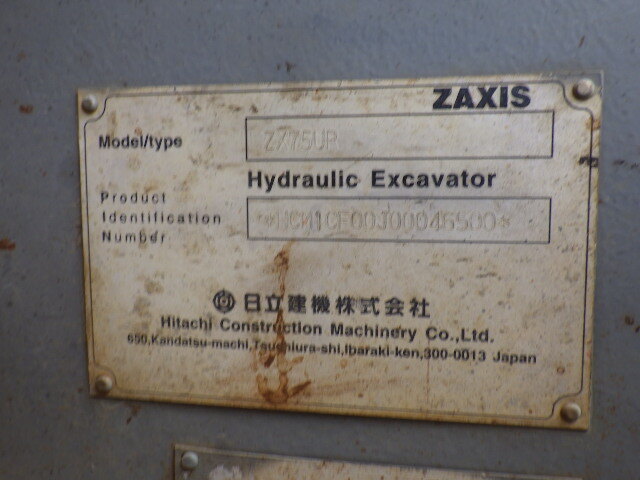 ZAXIS
Model/type ZX75UR
Hydraulic Excavator
Product
Identification
Number *HCM1CF00J00046500*
日立建機株式会社
Hitachi Construction Machinery Co.,Ltd.
650,Kandatsu-machi,Tsuchiura-shi,Ibaraki-ken,300-0013 Japan